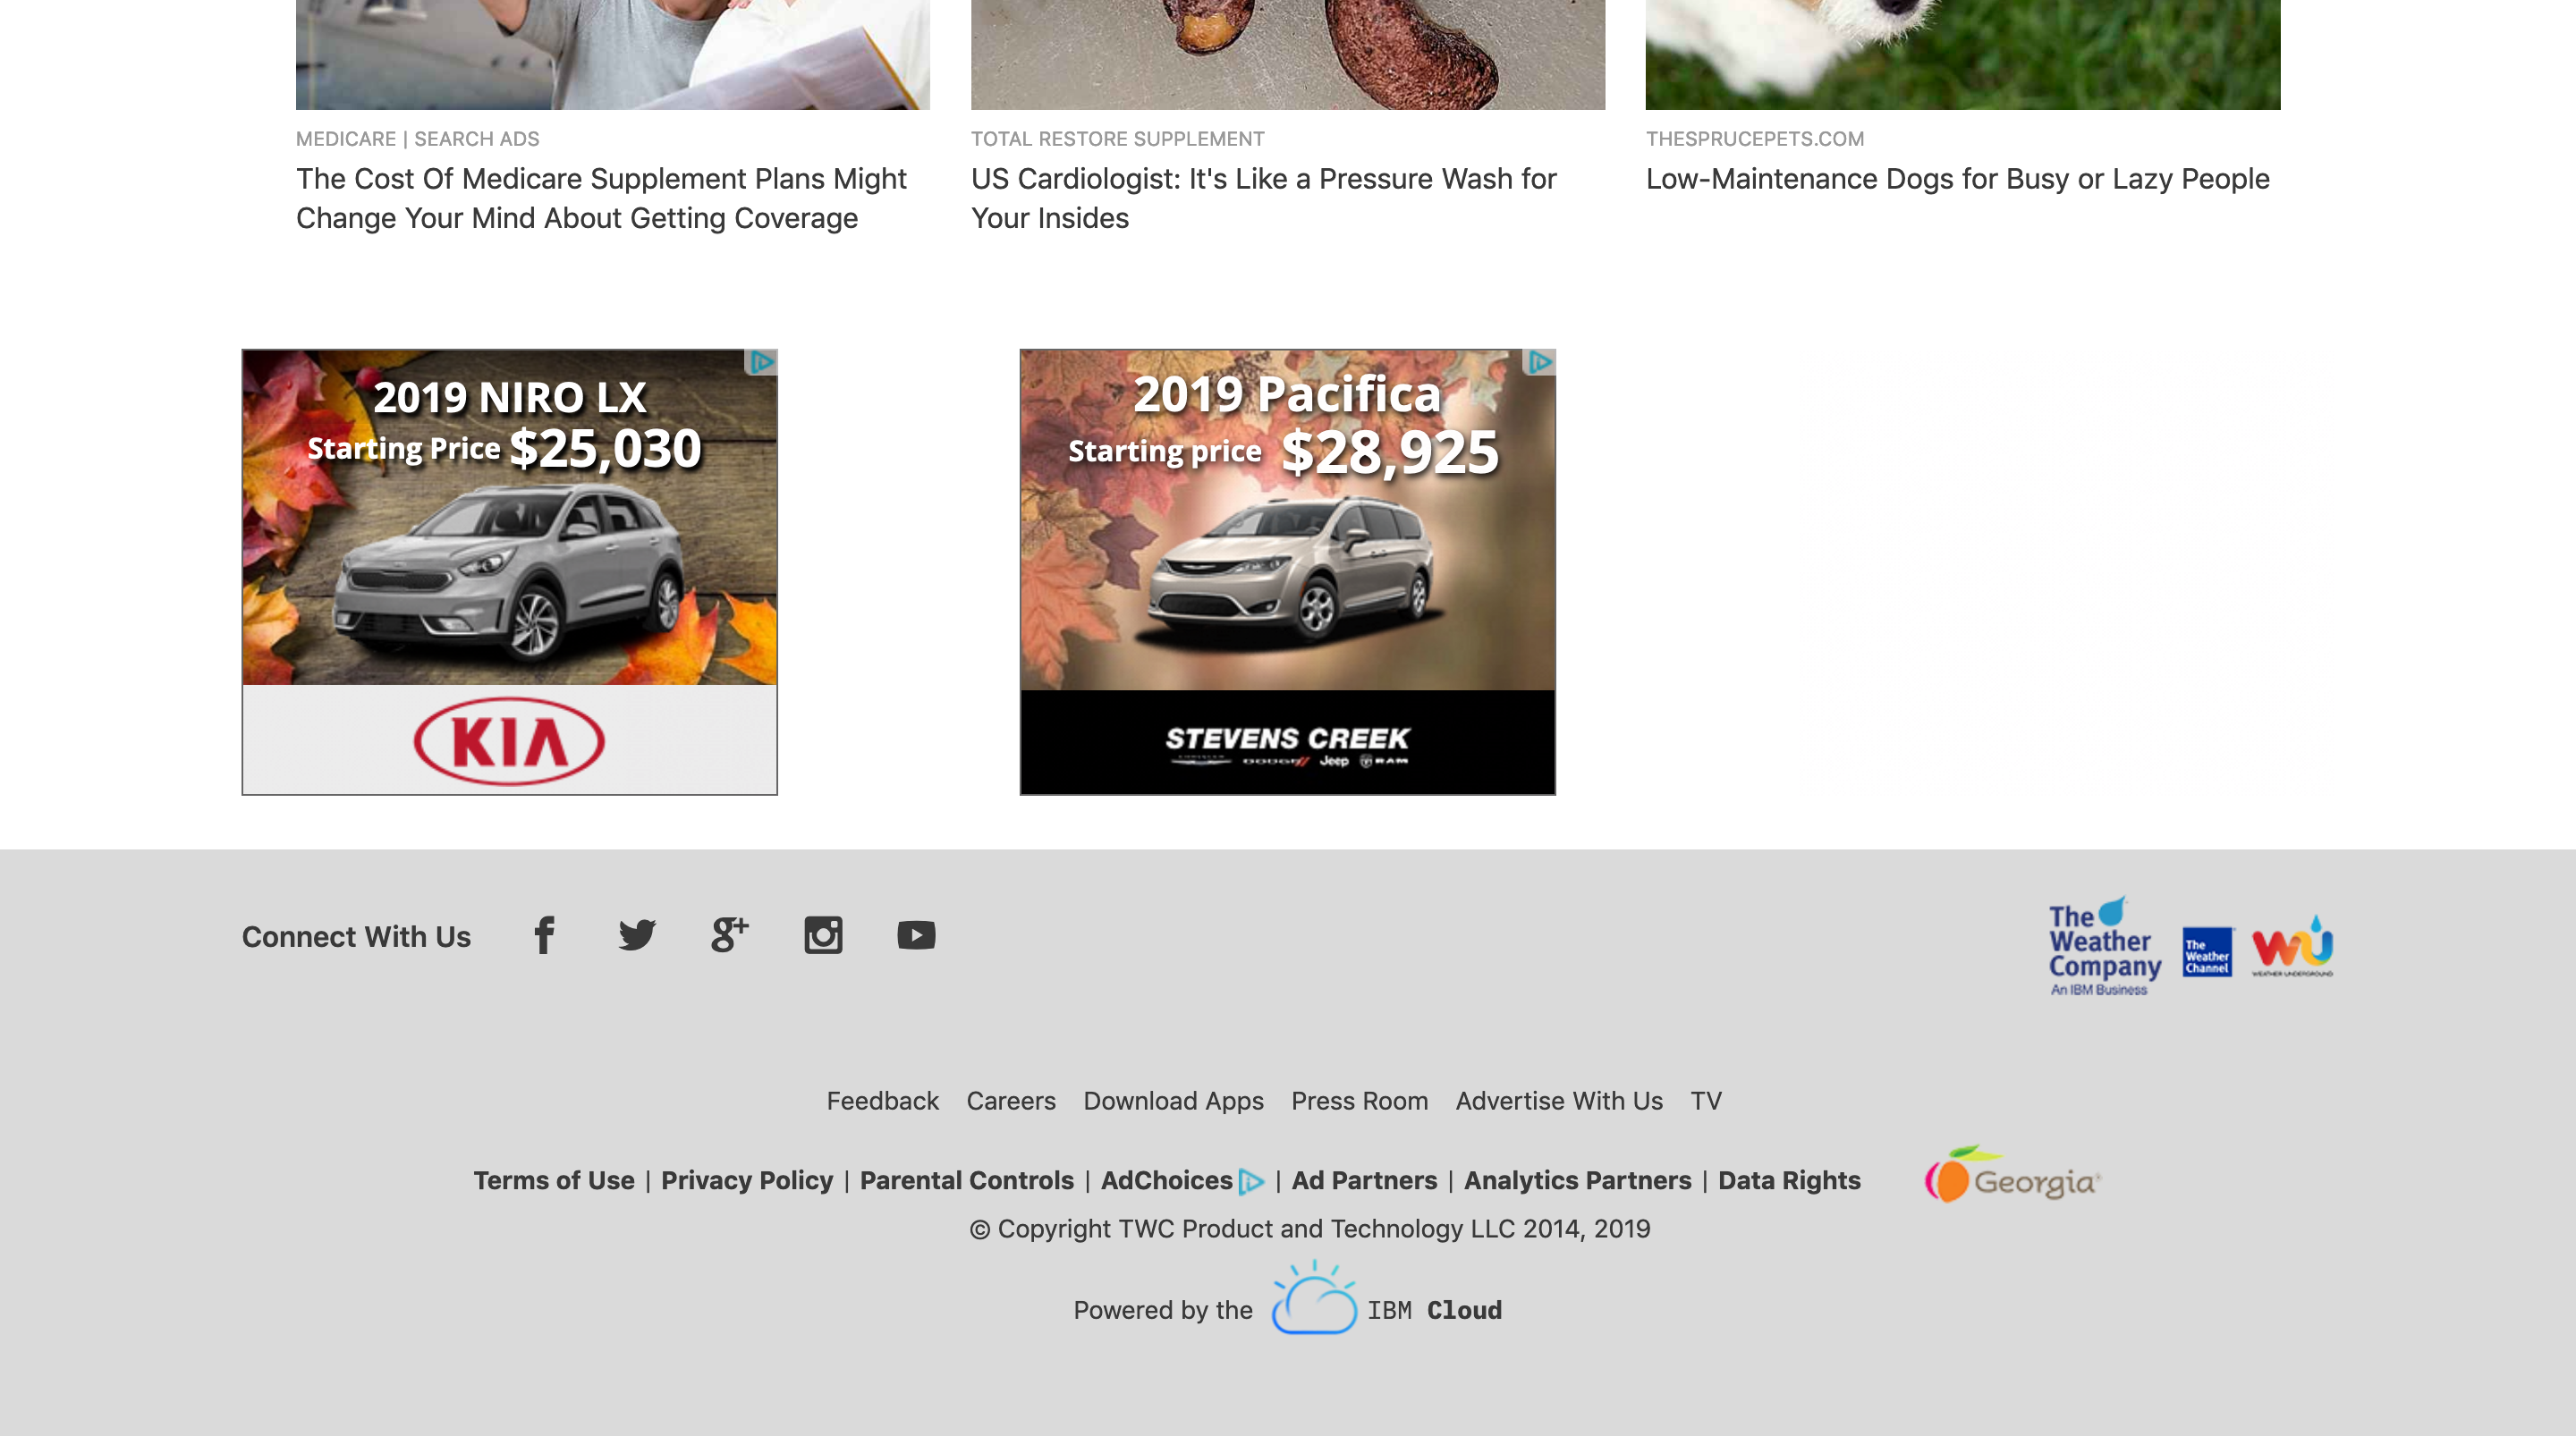 MEDICARE | SEARCH ADS
The Cost Of Medicare Supplement Plans Might
Change Your Mind About Getting Coverage
TOTAL RESTORE SUPPLEMENT
US Cardiologist: It's Like a Pressure Wash for
Your Insides
THESPRUCEPETS.COM
Low-Maintenance Dogs for Busy or Lazy People
2019 NIRO LX
Starting Price $25,030
KIA
2019 Pacifica
Starting price $28,925
STEVENS CREEK
CHRYSLER DODGE Jeep RAM
Connect With Us
The
Weather
Company
An IBM Business
The
Weather
Channel
WU
WEATHER UNDERGROUND
Feedback Careers Download Apps Press Room Advertise With Us TV
Terms of Use | Privacy Policy | Parental Controls | AdChoices | Ad Partners | Analytics Partners | Data Rights
Georgia
© Copyright TWC Product and Technology LLC 2014, 2019
Powered by the IBM Cloud